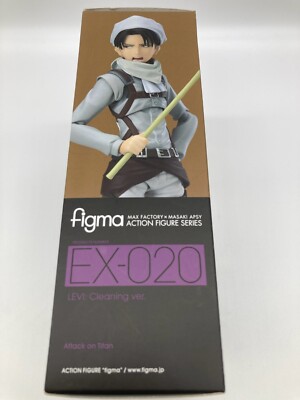 figma
MAX FACTORY × MASAKI APSY
ACTION FIGURE SERIES
EX-020
LEVI: Cleaning ver.
Attack on Titan
ACTION FIGURE "figma" / www.figma.jp